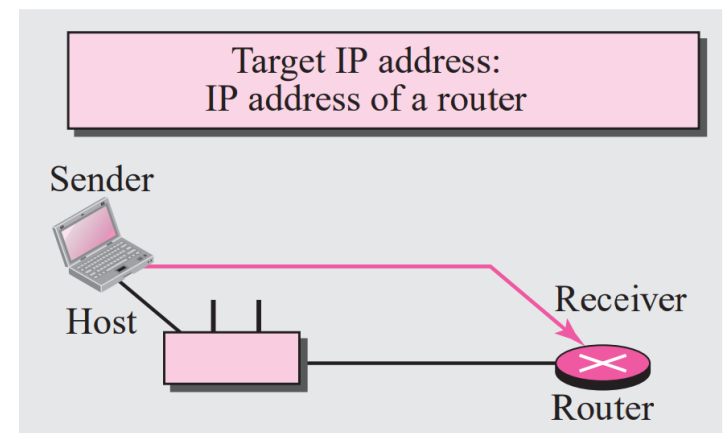 Target IP address:
IP address of a router
Sender
Host
Receiver
Router